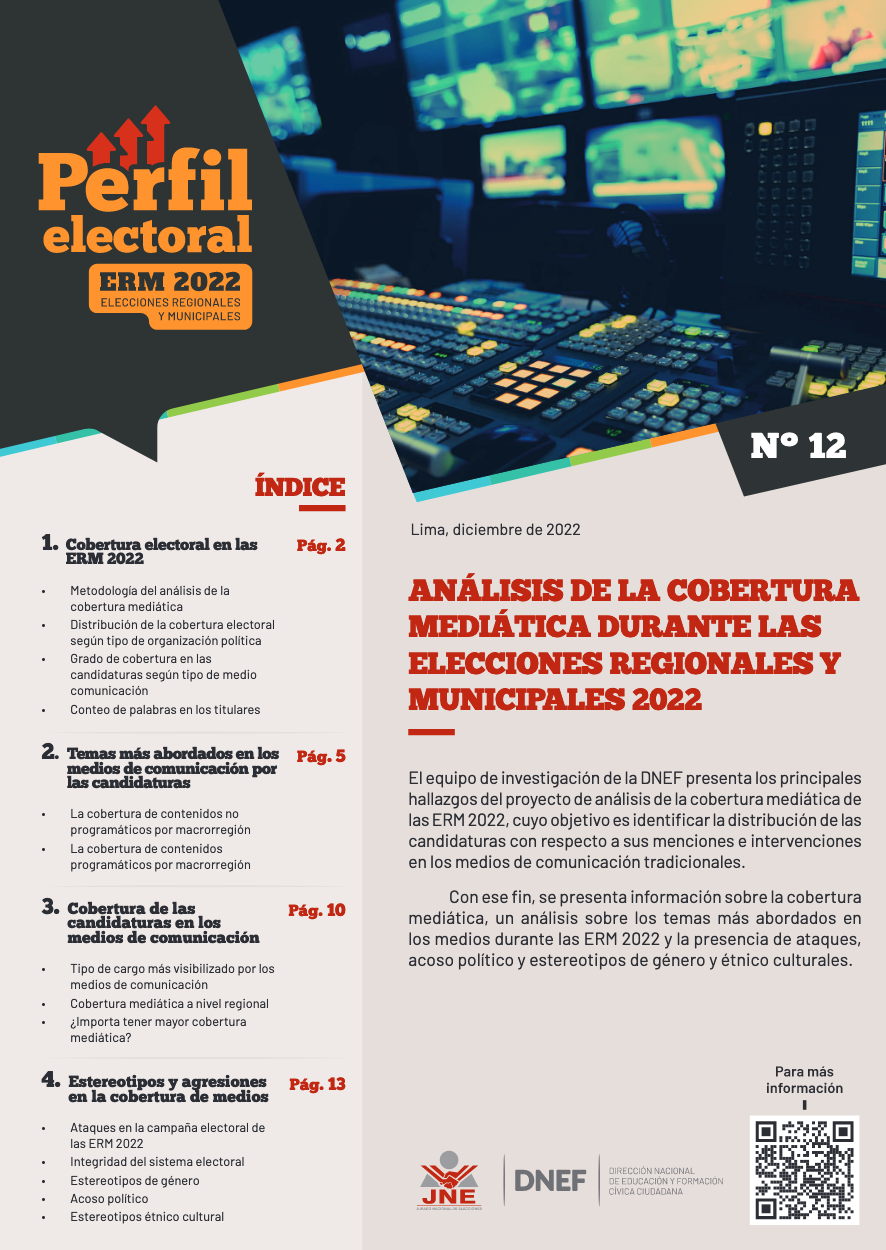 Perfil
electoral
ERM 2022
ELECCIONES REGIONALES
Y MUNICIPALES
Nº 12
ÍNDICE
1. Cobertura electoral en las
ERM 2022
Pág. 2
• Metodología del análisis de la
cobertura mediática
• Distribución de la cobertura electoral
según tipo de organización política
• Grado de cobertura en las
candidaturas según tipo de medio
comunicación
• Conteo de palabras en los titulares
2. Temas más abordados en los
medios de comunicación por
las candidaturas
Pág. 5
• La cobertura de contenidos no
programáticos por macrorregión
• La cobertura de contenidos
programáticos por macrorregión
3. Cobertura de las
candidaturas en los
medios de comunicación
Pág. 10
• Tipo de cargo más visibilizado por los
medios de comunicación
• Cobertura mediática a nivel regional
• ¿Importa tener mayor cobertura
mediática?
4. Estereotipos y agresiones
en la cobertura de medios
Pág. 13
• Ataques en la campaña electoral de
las ERM 2022
• Integridad del sistema electoral
• Estereotipos de género
• Acoso político
• Estereotipos étnico cultural
Lima, diciembre de 2022
ANÁLISIS DE LA COBERTURA
MEDIÁTICA DURANTE LAS
ELECCIONES REGIONALES Y
MUNICIPALES 2022
El equipo de investigación de la DNEF presenta los principales
hallazgos del proyecto de análisis de la cobertura mediática de
las ERM 2022, cuyo objetivo es identificar la distribución de las
candidaturas con respecto a sus menciones e intervenciones
en los medios de comunicación tradicionales.
Con ese fin, se presenta información sobre la cobertura
mediática, un análisis sobre los temas más abordados en
los medios durante las ERM 2022 y la presencia de ataques,
acoso político y estereotipos de género y étnico culturales.
Para más
información
JNE
JURADO NACIONAL DE ELECCIONES
DNEF
DIRECCIÓN NACIONAL
DE EDUCACIÓN Y FORMACIÓN
CÍVICA CIUDADANA